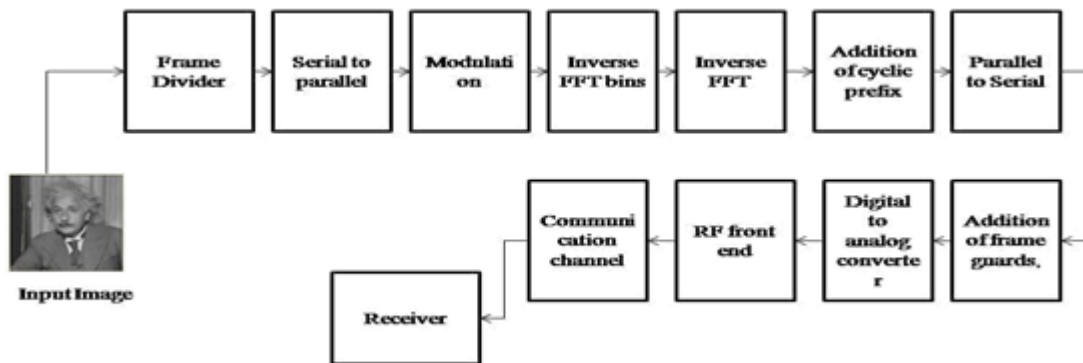 Frame
Divider
Serial to
parallel
Modulati
on
Inverse
FFT bins
Inverse
FFT
Addition
of cyclic
prefix
Parallel
to Serial
Input Image
Communi
cation
channel
RF front
end
Digital
to
analog
converte
r
Addition
of frame
guards.
Receiver